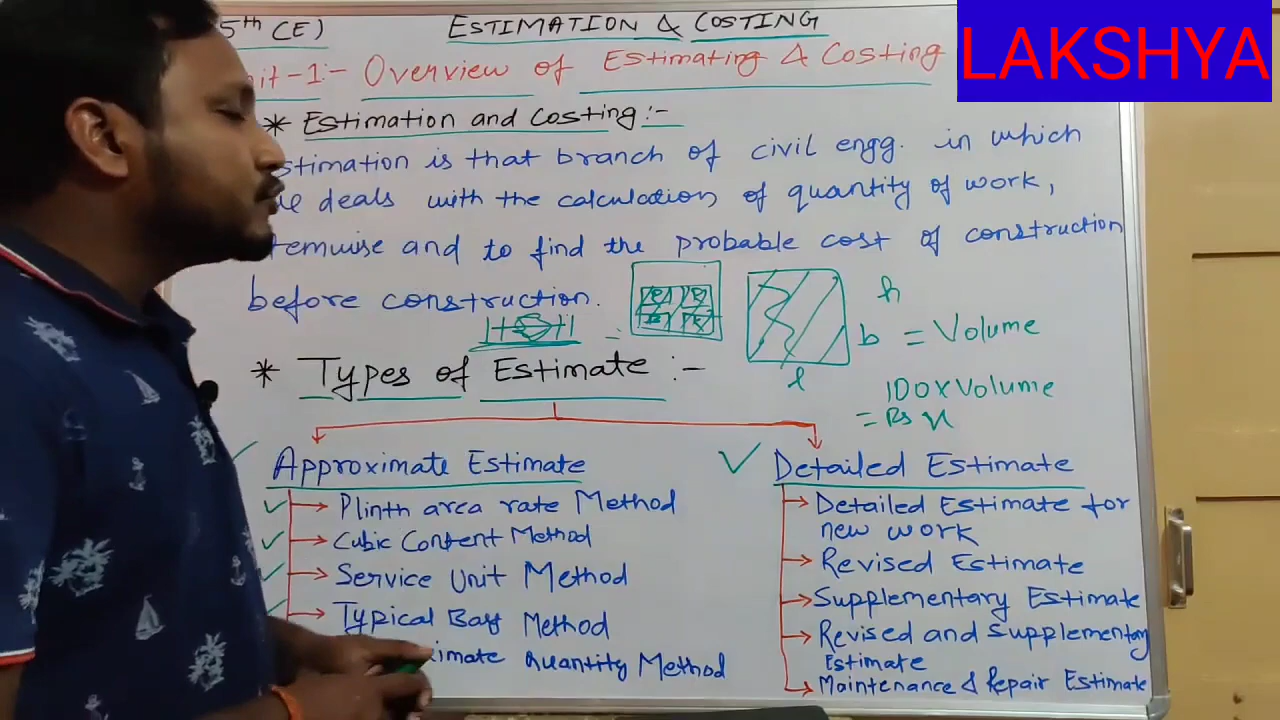 5th CE) ESTIMATION & COSTING
LAKSHYA
it-1:- Overview of Estimating & Costing
* Estimation and Costing:-
stimation is that branch of civil engg. in which
e deals with the calculation of quantity of work,
temwise and to find the probable cost of construction
before construction.
h
b = Volume
l
100 x Volume
= Rs x
* Types of Estimate :-
Approximate Estimate
Plinth area rate Method
Cubic Content Method
Service Unit Method
Typical Bay Method
ximate Quantity Method
Detailed Estimate
Detailed Estimate for
new work
Revised Estimate
Supplementary Estimate
Revised and Supplementary
Estimate
Maintenance & Repair Estimate